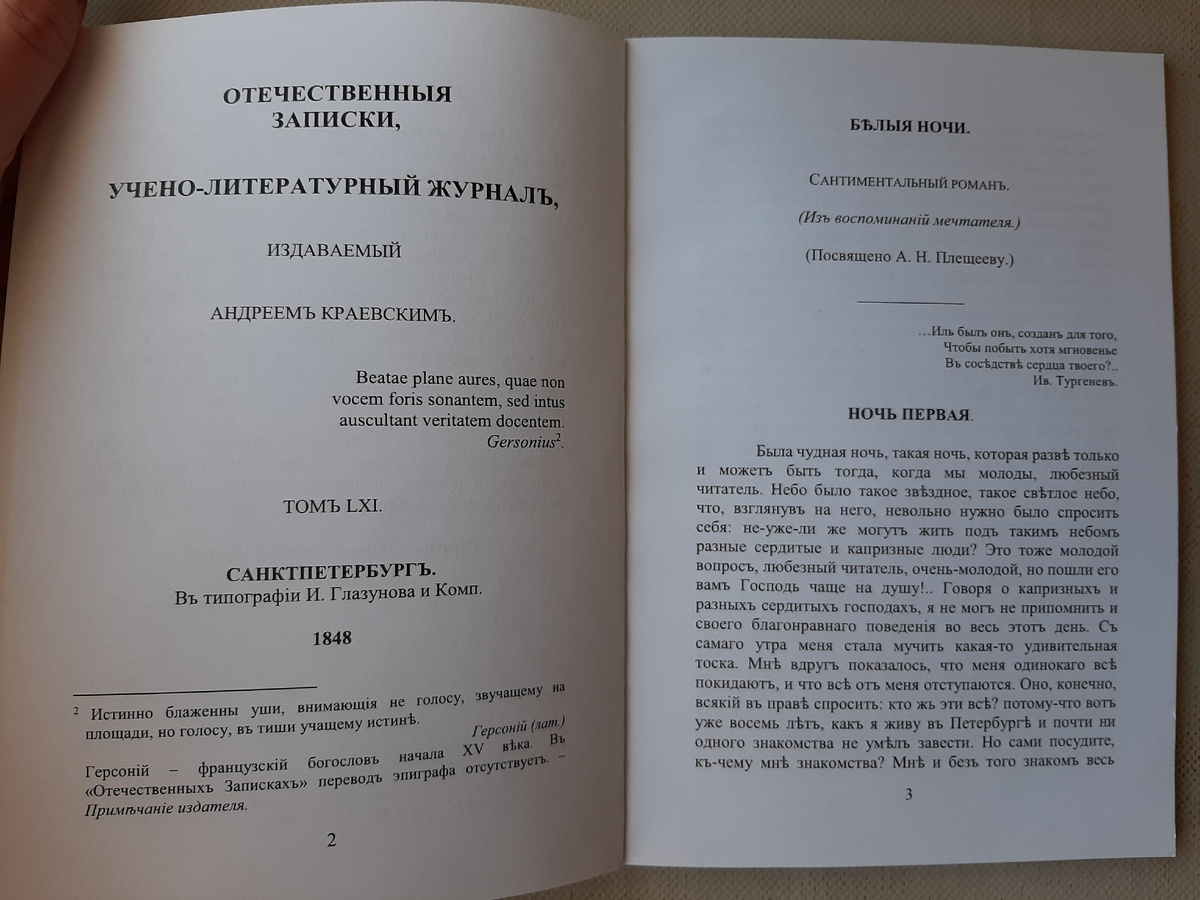 ОТЕЧЕСТВЕННЫЯ
ЗАПИСКИ,
УЧЕНО-ЛИТЕРАТУРНЫЙ ЖУРНАЛЪ,
ИЗДАВАЕМЫЙ
АНДРЕЕМЪ КРАЕВСКИМЪ.
Beatae plane aures, quae non
vocem foris sonantem, sed intus
auscultant veritatem docentem.
Gersonius².
ТОМЪ LXI.
САНКТПЕТЕРБУРГЪ.
Въ типографіи И. Глазунова и Комп.
1848
² Истинно блаженны уши, внимающія не голосу, звучащему на
площади, но голосу, въ тиши учащему истинѣ.
Герсоній (лат.)
Герсоній – французскій богословъ начала XV вѣка. Въ
«Отечественныхъ Запискахъ» переводъ эпиграфа отсутствуетъ. –
Примѣчаніе издателя.
2
БѢЛЫЯ НОЧИ.
САНТИМЕНТАЛЬНЫЙ РОМАНЪ.
(Изъ воспоминаній мечтателя.)
(Посвящено А. Н. Плещееву.)
…Иль былъ онъ, созданъ для того,
Чтобы побыть хотя мгновенье
Въ сосѣдствѣ сердца твоего?..
Ив. Тургеневъ.
НОЧЬ ПЕРВАЯ.
Была чудная ночь, такая ночь, которая развѣ только
и можетъ быть тогда, когда мы молоды, любезный
читатель. Небо было такое звѣздное, такое свѣтлое небо,
что, взглянувъ на него, невольно нужно было спросить
себя: не-уже-ли же могутъ жить подъ такимъ небомъ
разные сердитые и капризные люди? Это тоже молодой
вопросъ, любезный читатель, очень-молодой, но пошли его
вамъ Господь чаще на душу!.. Говоря о капризныхъ и
разныхъ сердитыхъ господахъ, я не могъ не припомнить и
своего благонравнаго поведенія во весь этотъ день. Съ
самаго утра меня стала мучить какая-то удивительная
тоска. Мнѣ вдругъ показалось, что меня одинокаго всѣ
покидаютъ, и что всѣ отъ меня отступаются. Оно, конечно,
всякій въ правѣ спросить: кто жь эти всѣ? потому-что вотъ
уже восемь лѣтъ, какъ я живу въ Петербургѣ и почти ни
одного знакомства не умѣлъ завести. Но сами посудите,
къ-чему мнѣ знакомства? Мнѣ и безъ того знакомъ весь
3